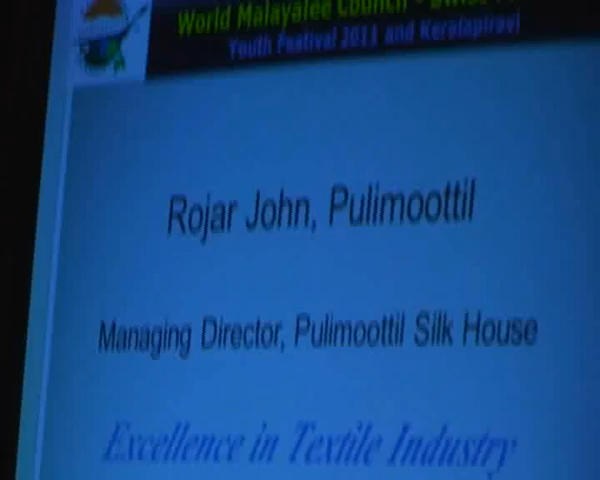 World Malayalee Council -
Youth Festival 2011 and Keralapiravi
Rojar John, Pulimoottil
Managing Director, Pulimoottil Silk House
Excellence in Textile Industry